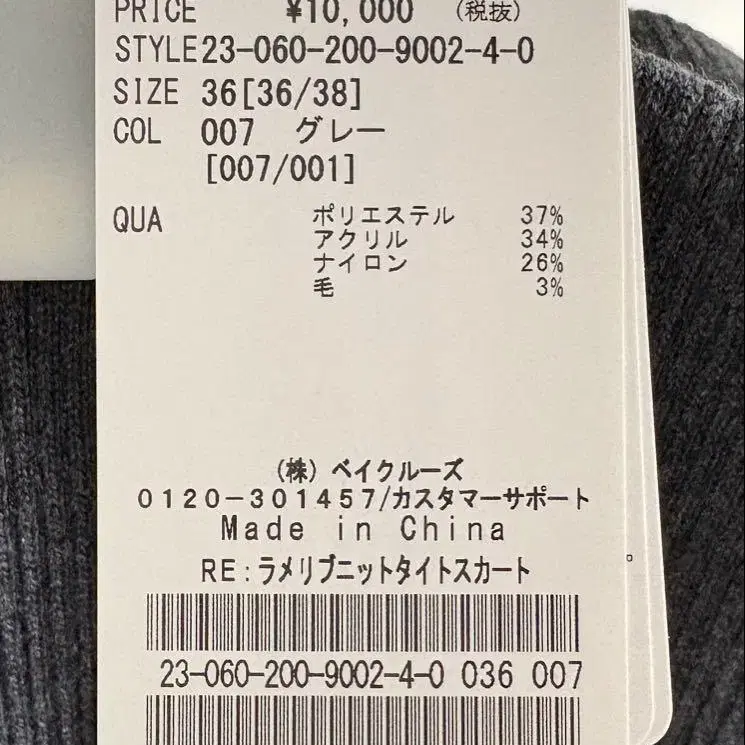 PRICE ¥10,000 (税抜)
STYLE23-060-200-9002-4-0
SIZE 36[36/38]
COL 007 グレー
[007/001]
QUA ポリエステル 37%
アクリル 34%
ナイロン 26%
毛 3%
(株) ベイクルーズ
0120-301457/カスタマーサポート
Made in China
RE:ラメリブニットタイトスカート
23-060-200-9002-4-0 036 007